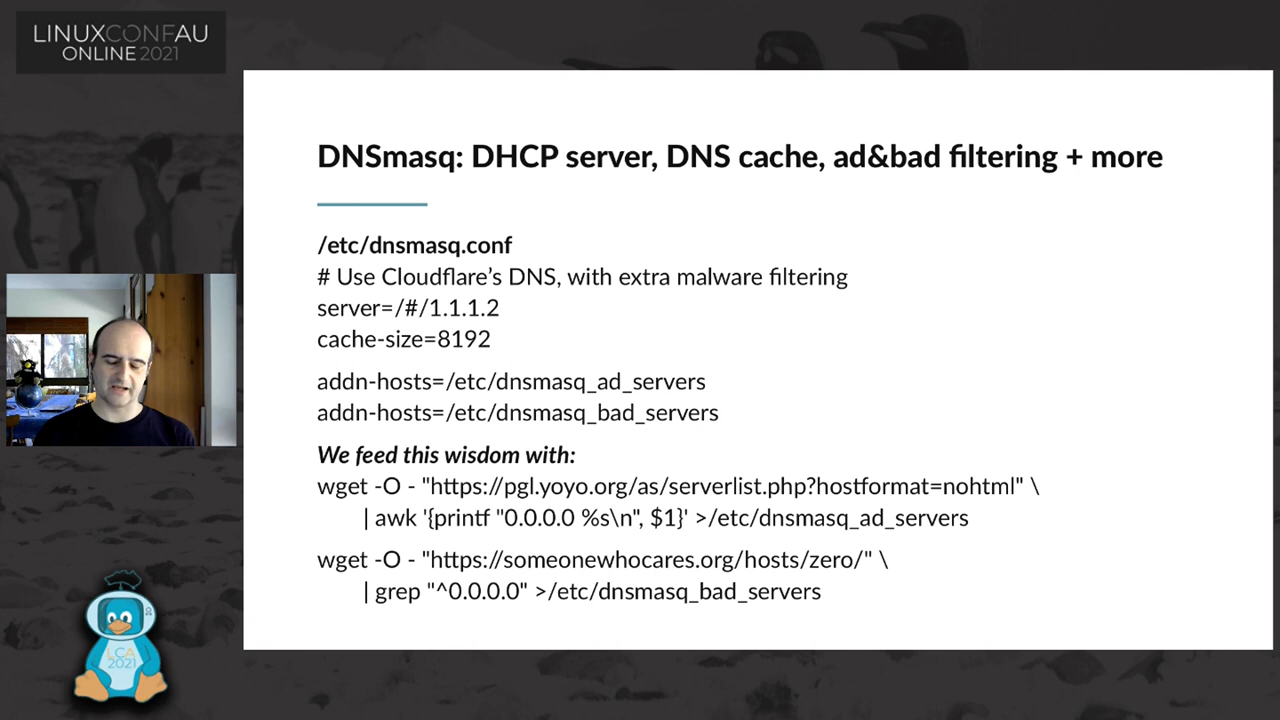 LINUXCONFAU
ONLINE 2021
DNSmasq: DHCP server, DNS cache, ad&bad filtering + more
/etc/dnsmasq.conf
# Use Cloudflare’s DNS, with extra malware filtering
server=/#/1.1.1.2
cache-size=8192
addn-hosts=/etc/dnsmasq_ad_servers
addn-hosts=/etc/dnsmasq_bad_servers
We feed this wisdom with:
wget -O - "https://pgl.yoyo.org/as/serverlist.php?hostformat=nohtml" \
| awk '{printf "0.0.0.0 %s\n", $1}' >/etc/dnsmasq_ad_servers
wget -O - "https://someonewhocares.org/hosts/zero/" \
| grep "^0.0.0.0" >/etc/dnsmasq_bad_servers
LCA
2021